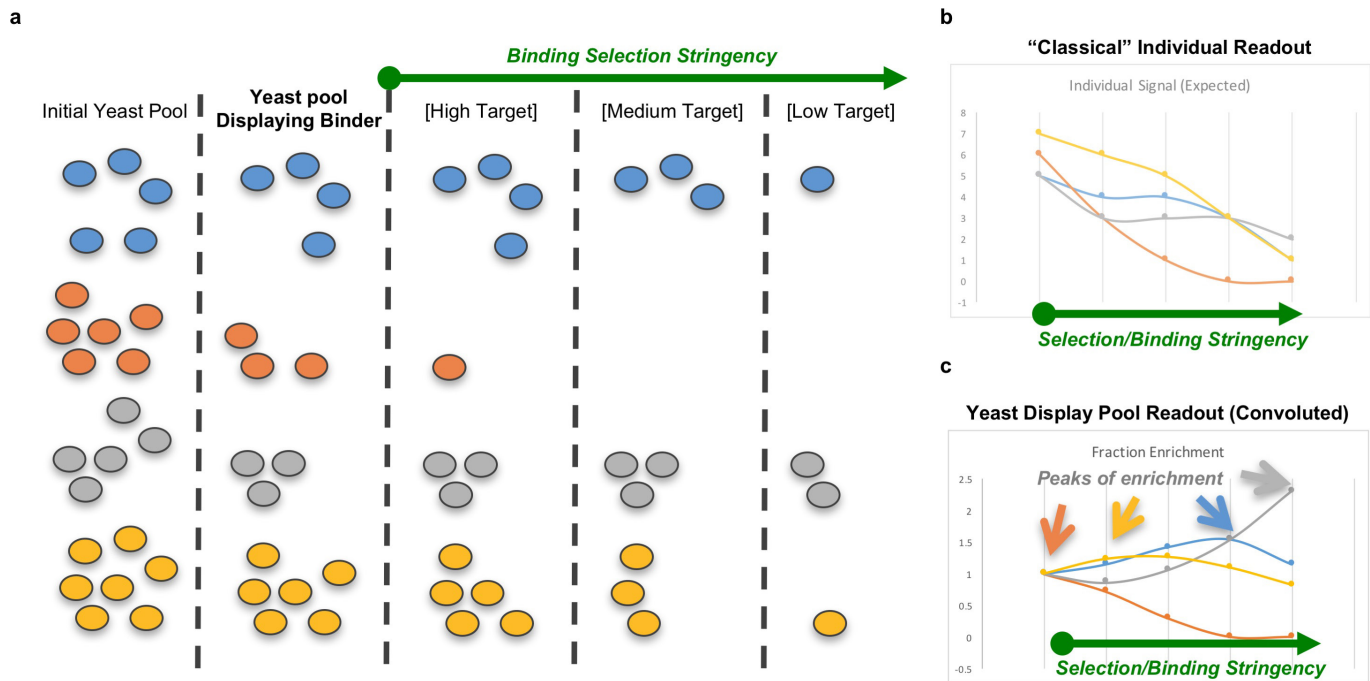 a
Binding Selection Stringency
Initial Yeast Pool
Yeast pool
Displaying Binder
[High Target]
[Medium Target]
[Low Target]
b
“Classical” Individual Readout
Individual Signal (Expected)
8
7
6
5
4
3
2
1
0
-1
Selection/Binding Stringency
c
Yeast Display Pool Readout (Convoluted)
Fraction Enrichment
Peaks of enrichment
2.5
2
1.5
1
0.5
0
-0.5
Selection/Binding Stringency